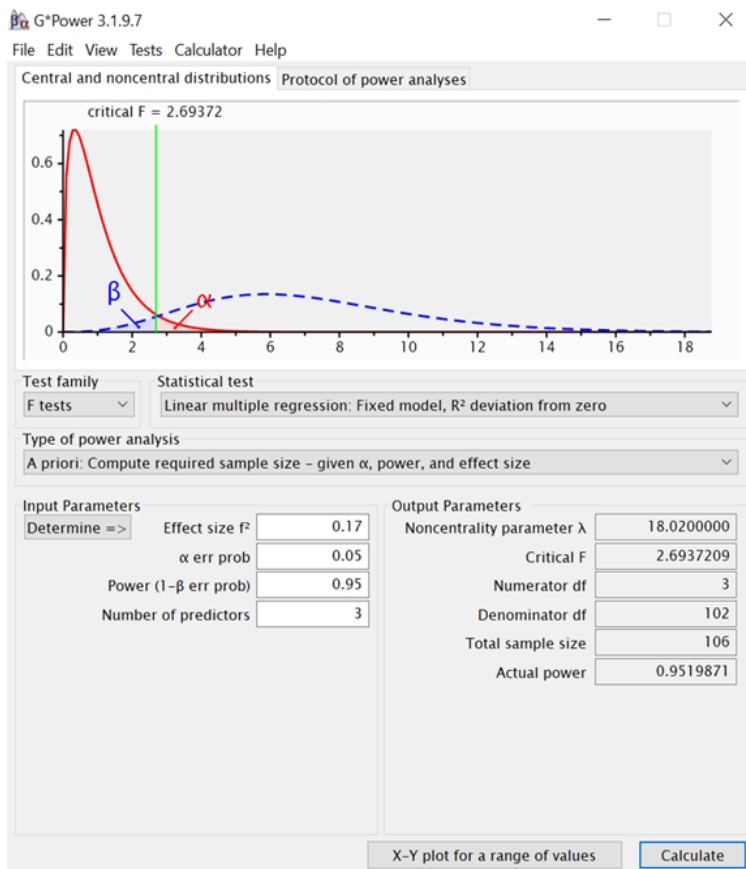 G*Power 3.1.9.7
File Edit View Tests Calculator Help
Central and noncentral distributions Protocol of power analyses
critical F = 2.69372
0.6
0.4
0.2
0
β
α
0 2 4 6 8 10 12 14 16 18
Test family Statistical test
F tests Linear multiple regression: Fixed model, R² deviation from zero
Type of power analysis
A priori: Compute required sample size – given α, power, and effect size
Input Parameters Output Parameters
Determine => Effect size f² 0.17 Noncentrality parameter λ 18.0200000
α err prob 0.05 Critical F 2.6937209
Power (1-β err prob) 0.95 Numerator df 3
Number of predictors 3 Denominator df 102
Total sample size 106
Actual power 0.9519871
X-Y plot for a range of values Calculate